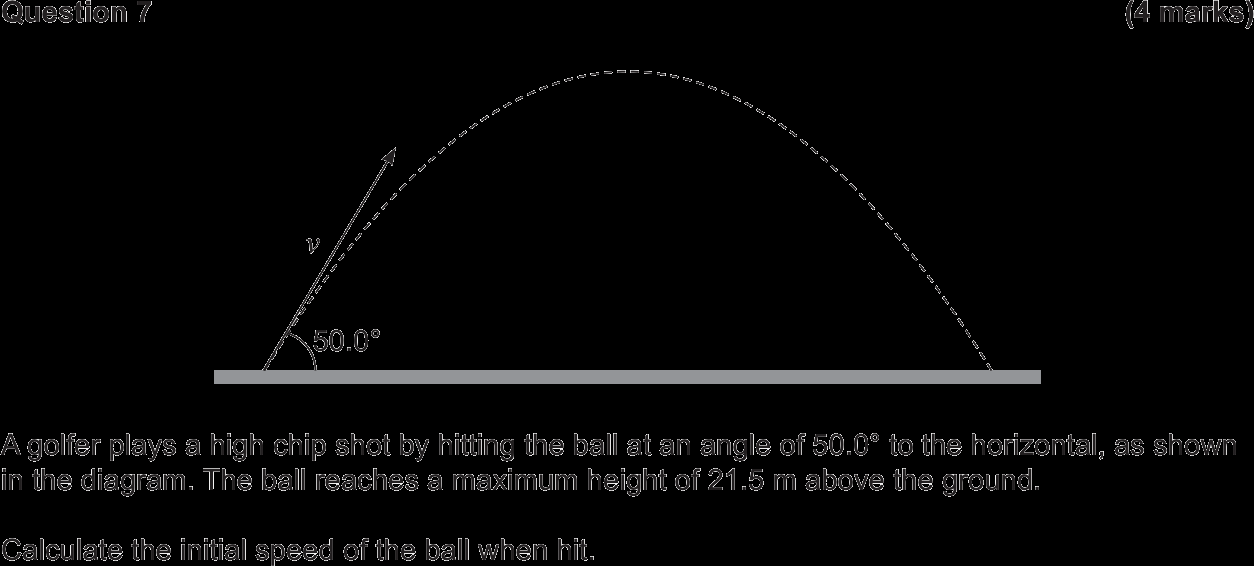 Question 7 (4 marks)
v
50.0°
A golfer plays a high chip shot by hitting the ball at an angle of 50.0° to the horizontal, as shown
in the diagram. The ball reaches a maximum height of 21.5 m above the ground.
Calculate the initial speed of the ball when hit.